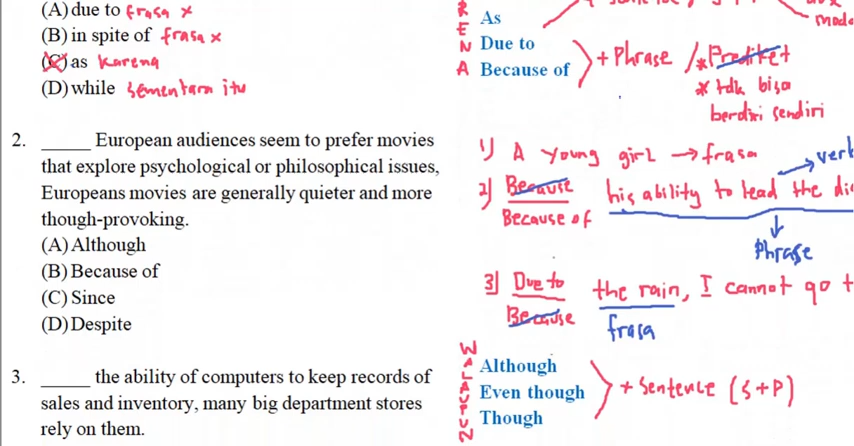 (A) due to frasa x
(B) in spite of frasa x
(C) as karena
(D) while sementara itu
2. ______ European audiences seem to prefer movies
that explore psychological or philosophical issues,
Europeans movies are generally quieter and more
though-provoking.
(A) Although
(B) Because of
(C) Since
(D) Despite
3. ______ the ability of computers to keep records of
sales and inventory, many big department stores
rely on them.
R
E
N
A
As
Due to
Because of
+ Phrase / * Prediket
* tdk bisa
berdiri sendiri
1) A young girl → frasa
verb
2) Because his ability to lead the
Because of
Phrase
3) Due to the rain, I cannot go
Because frasa
WALAUPUN
Although
Even though
Though
+ Sentence (S+P)